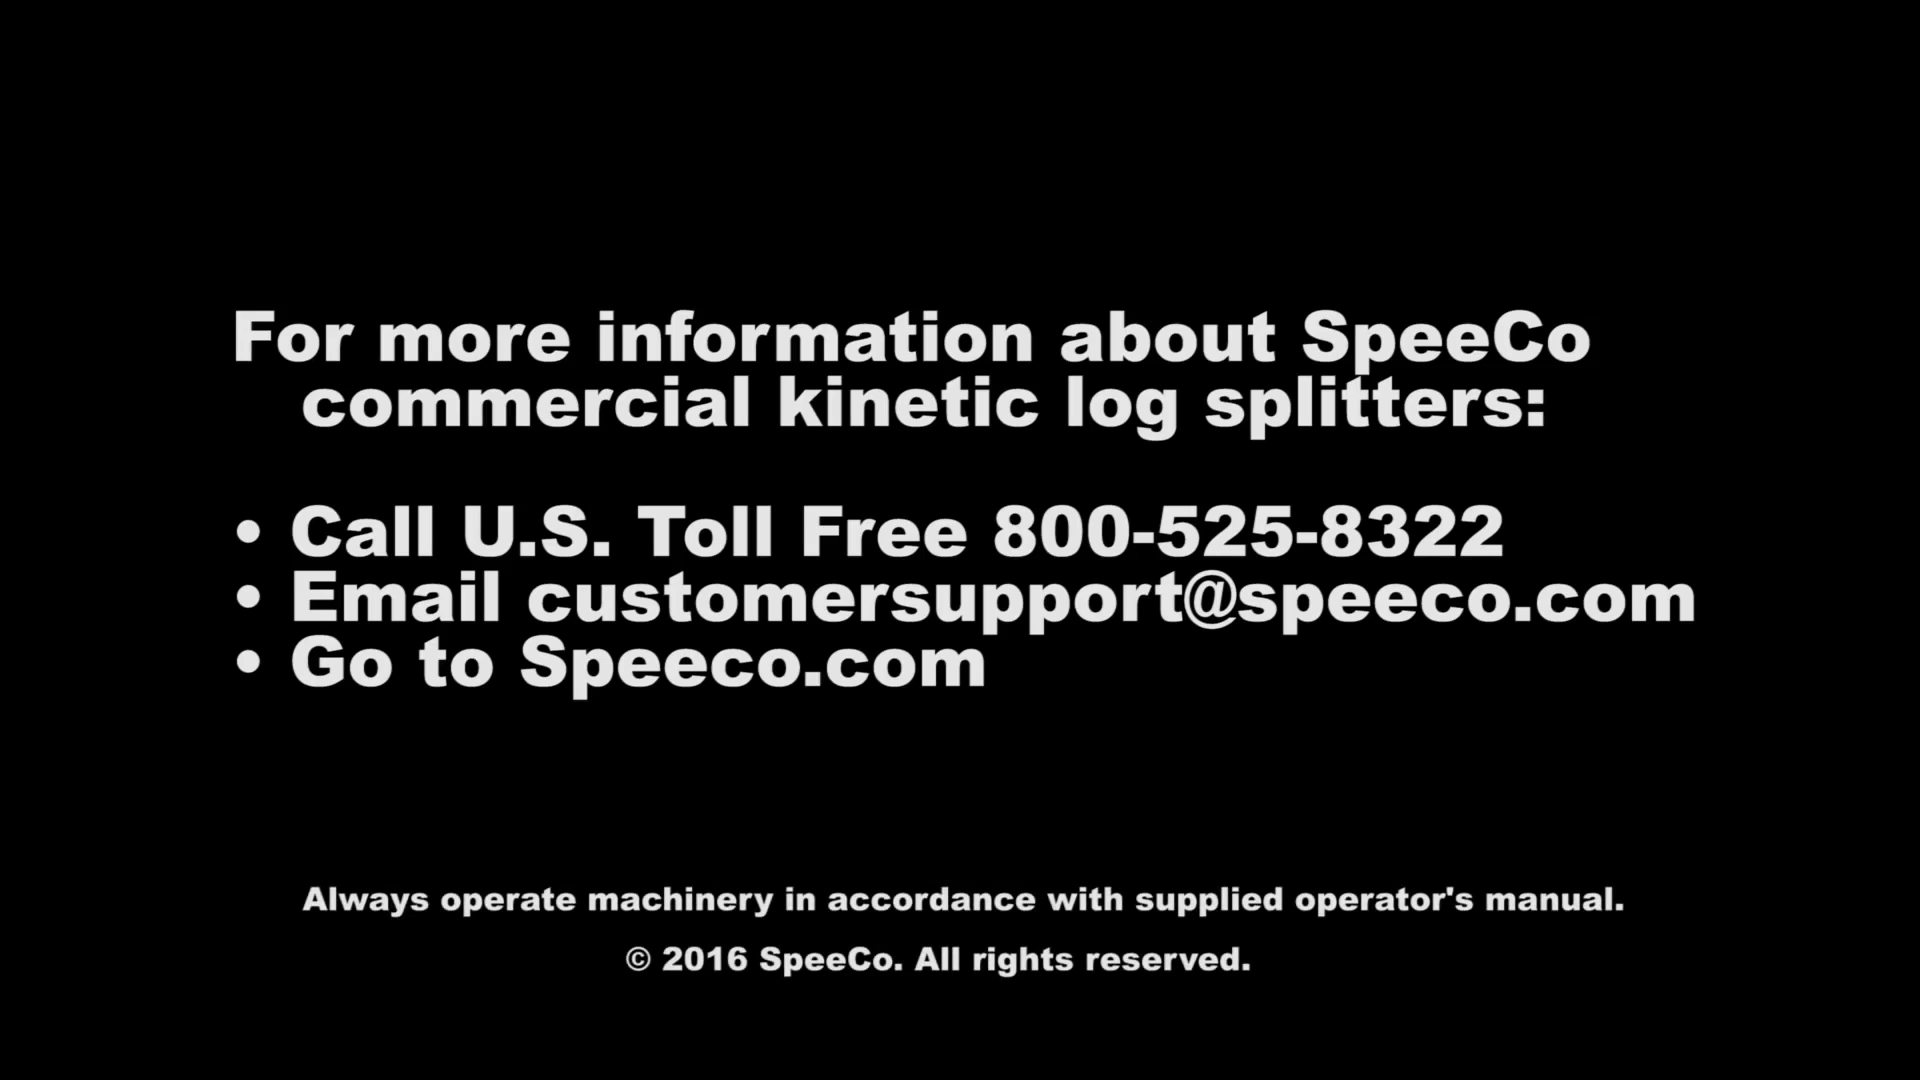 For more information about SpeeCo
commercial kinetic log splitters:
• Call U.S. Toll Free 800-525-8322
• Email customersupport@speeco.com
• Go to Speeco.com
Always operate machinery in accordance with supplied operator's manual.
© 2016 SpeeCo. All rights reserved.